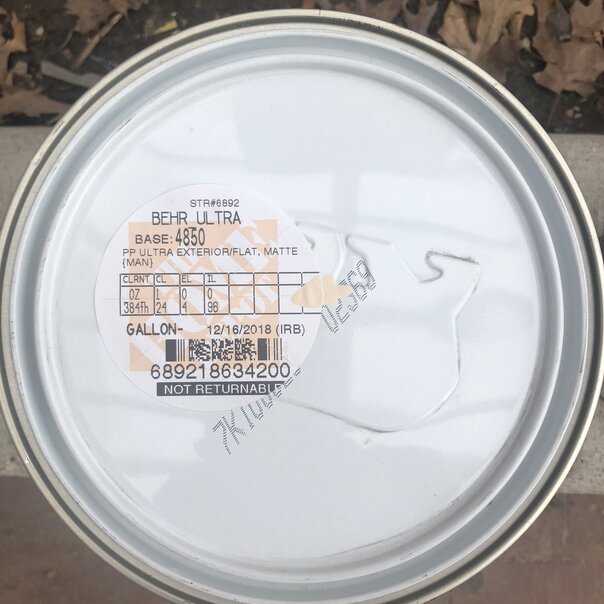 STR#6892
BEHR ULTRA
BASE:4850
PP ULTRA EXTERIOR/FLAT, MATTE
{MAN}
CLRNT CL EL IL
OZ 1 0 0
384Th 24 4 96
GALLON- 12/16/2018 (IRB)
689218634200
NOT RETURNABLE
02369